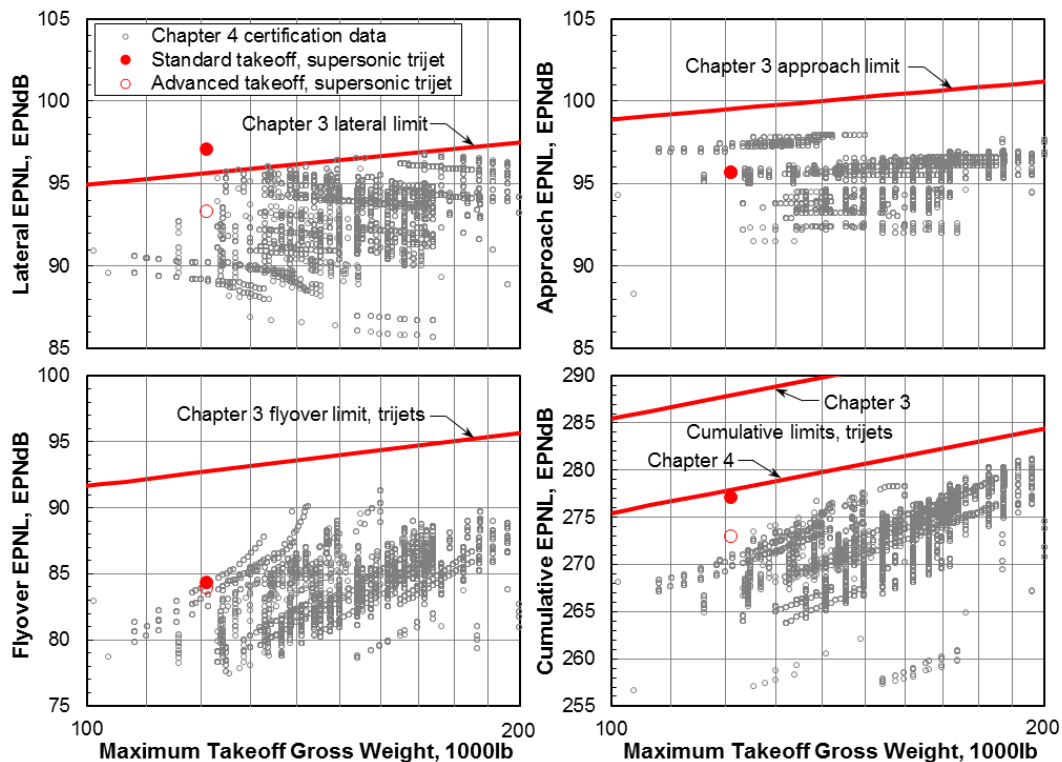 105
100
95
90
85
Lateral EPNL, EPNdB
Chapter 4 certification data
Standard takeoff, supersonic trijet
Advanced takeoff, supersonic trijet
Chapter 3 lateral limit
105
100
95
90
85
Approach EPNL, EPNdB
Chapter 3 approach limit
100
95
90
85
80
75
Flyover EPNL, EPNdB
Chapter 3 flyover limit, trijets
100
200
Maximum Takeoff Gross Weight, 1000lb
290
285
280
275
270
265
260
255
Cumulative EPNL, EPNdB
Chapter 3
Cumulative limits, trijets
Chapter 4
100
200
Maximum Takeoff Gross Weight, 1000lb